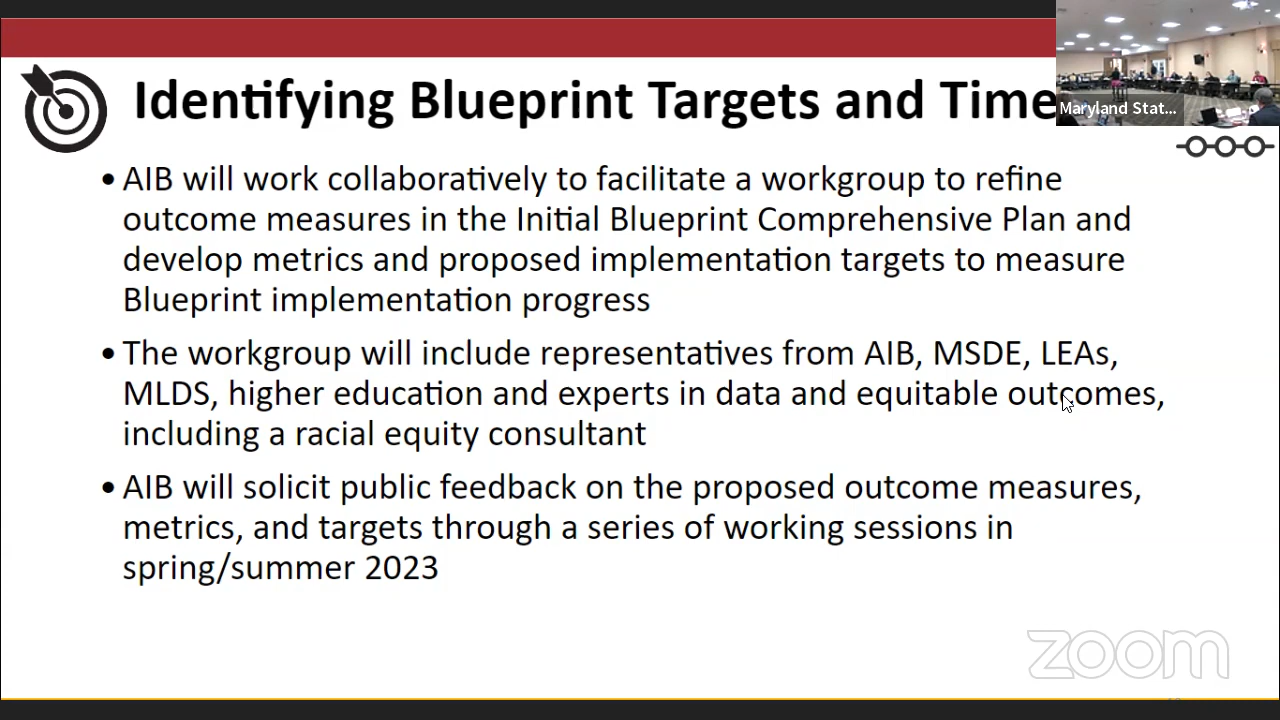 Identifying Blueprint Targets and Time
Maryland Stat...
• AIB will work collaboratively to facilitate a workgroup to refine
outcome measures in the Initial Blueprint Comprehensive Plan and
develop metrics and proposed implementation targets to measure
Blueprint implementation progress
• The workgroup will include representatives from AIB, MSDE, LEAs,
MLDS, higher education and experts in data and equitable outcomes,
including a racial equity consultant
• AIB will solicit public feedback on the proposed outcome measures,
metrics, and targets through a series of working sessions in
spring/summer 2023
zoom